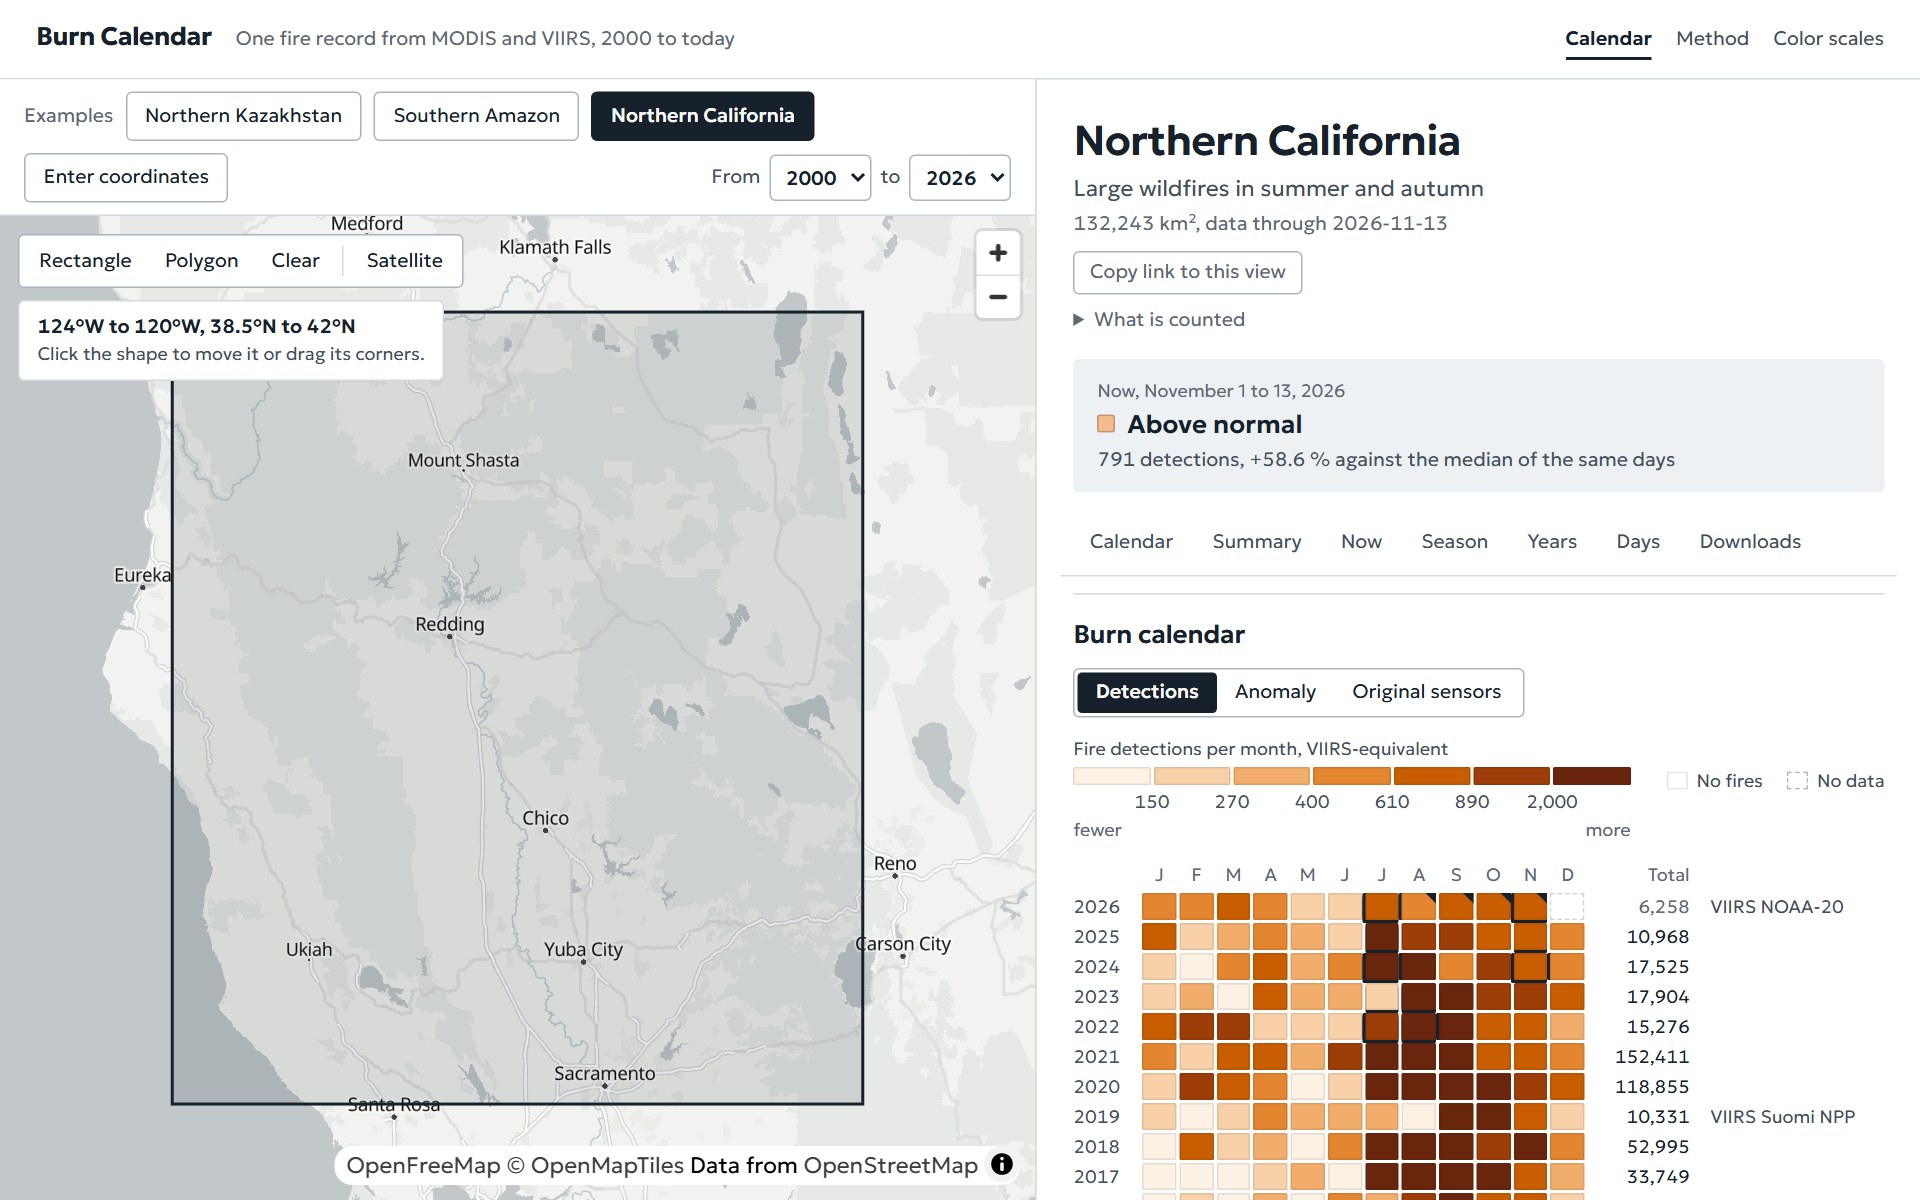 Burn Calendar One fire record from MODIS and VIIRS, 2000 to today
Calendar Method Color scales
Examples Northern Kazakhstan Southern Amazon Northern California
Enter coordinates From 2000 to 2026
Medford
Klamath Falls
Rectangle Polygon Clear Satellite
+
−
124°W to 120°W, 38.5°N to 42°N
Click the shape to move it or drag its corners.
Mount Shasta
Eureka
Redding
Chico
Reno
Ukiah
Yuba City
Carson City
Sacramento
Santa Rosa
OpenFreeMap © OpenMapTiles Data from OpenStreetMap
Northern California
Large wildfires in summer and autumn
132,243 km², data through 2026-11-13
Copy link to this view
What is counted
Now, November 1 to 13, 2026
Above normal
791 detections, +58.6 % against the median of the same days
Calendar Summary Now Season Years Days Downloads
Burn calendar
Detections Anomaly Original sensors
Fire detections per month, VIIRS-equivalent
150 270 400 610 890 2,000
fewer more
No fires No data
J F M A M J J A S O N D Total
2026 6,258 VIIRS NOAA-20
2025 10,968
2024 17,525
2023 17,904
2022 15,276
2021 152,411
2020 118,855
2019 10,331 VIIRS Suomi NPP
2018 52,995
2017 33,749